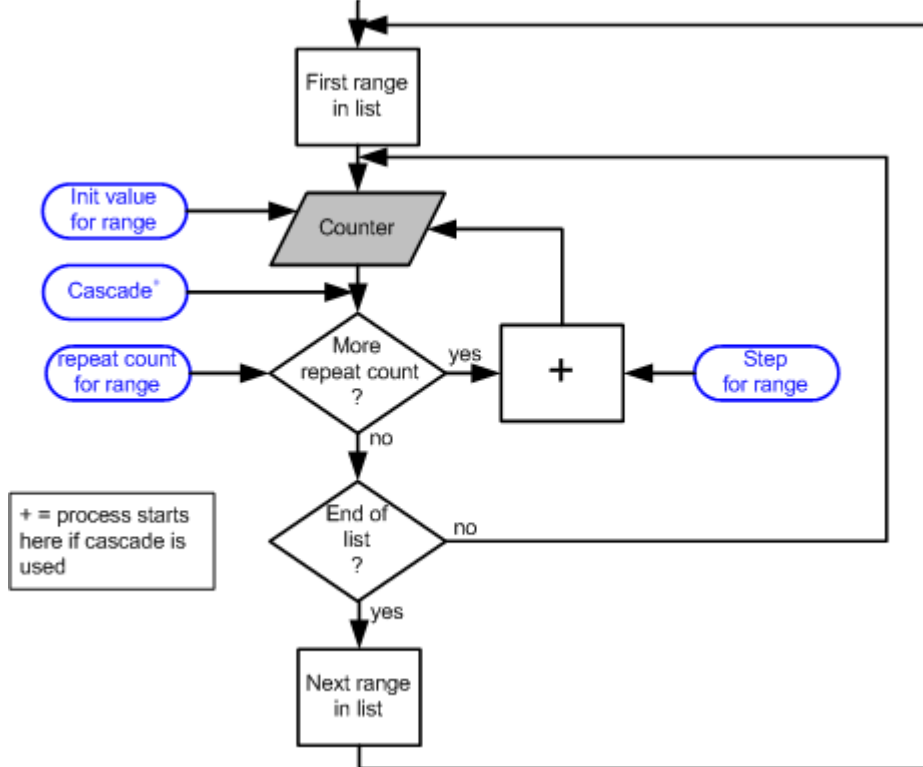 First range
in list
Init value
for range
Counter
Cascade+
repeat count
for range
More
repeat count
?
yes
+
Step
for range
no
+ = process starts
here if cascade is
used
End of
list
?
no
yes
Next range
in list